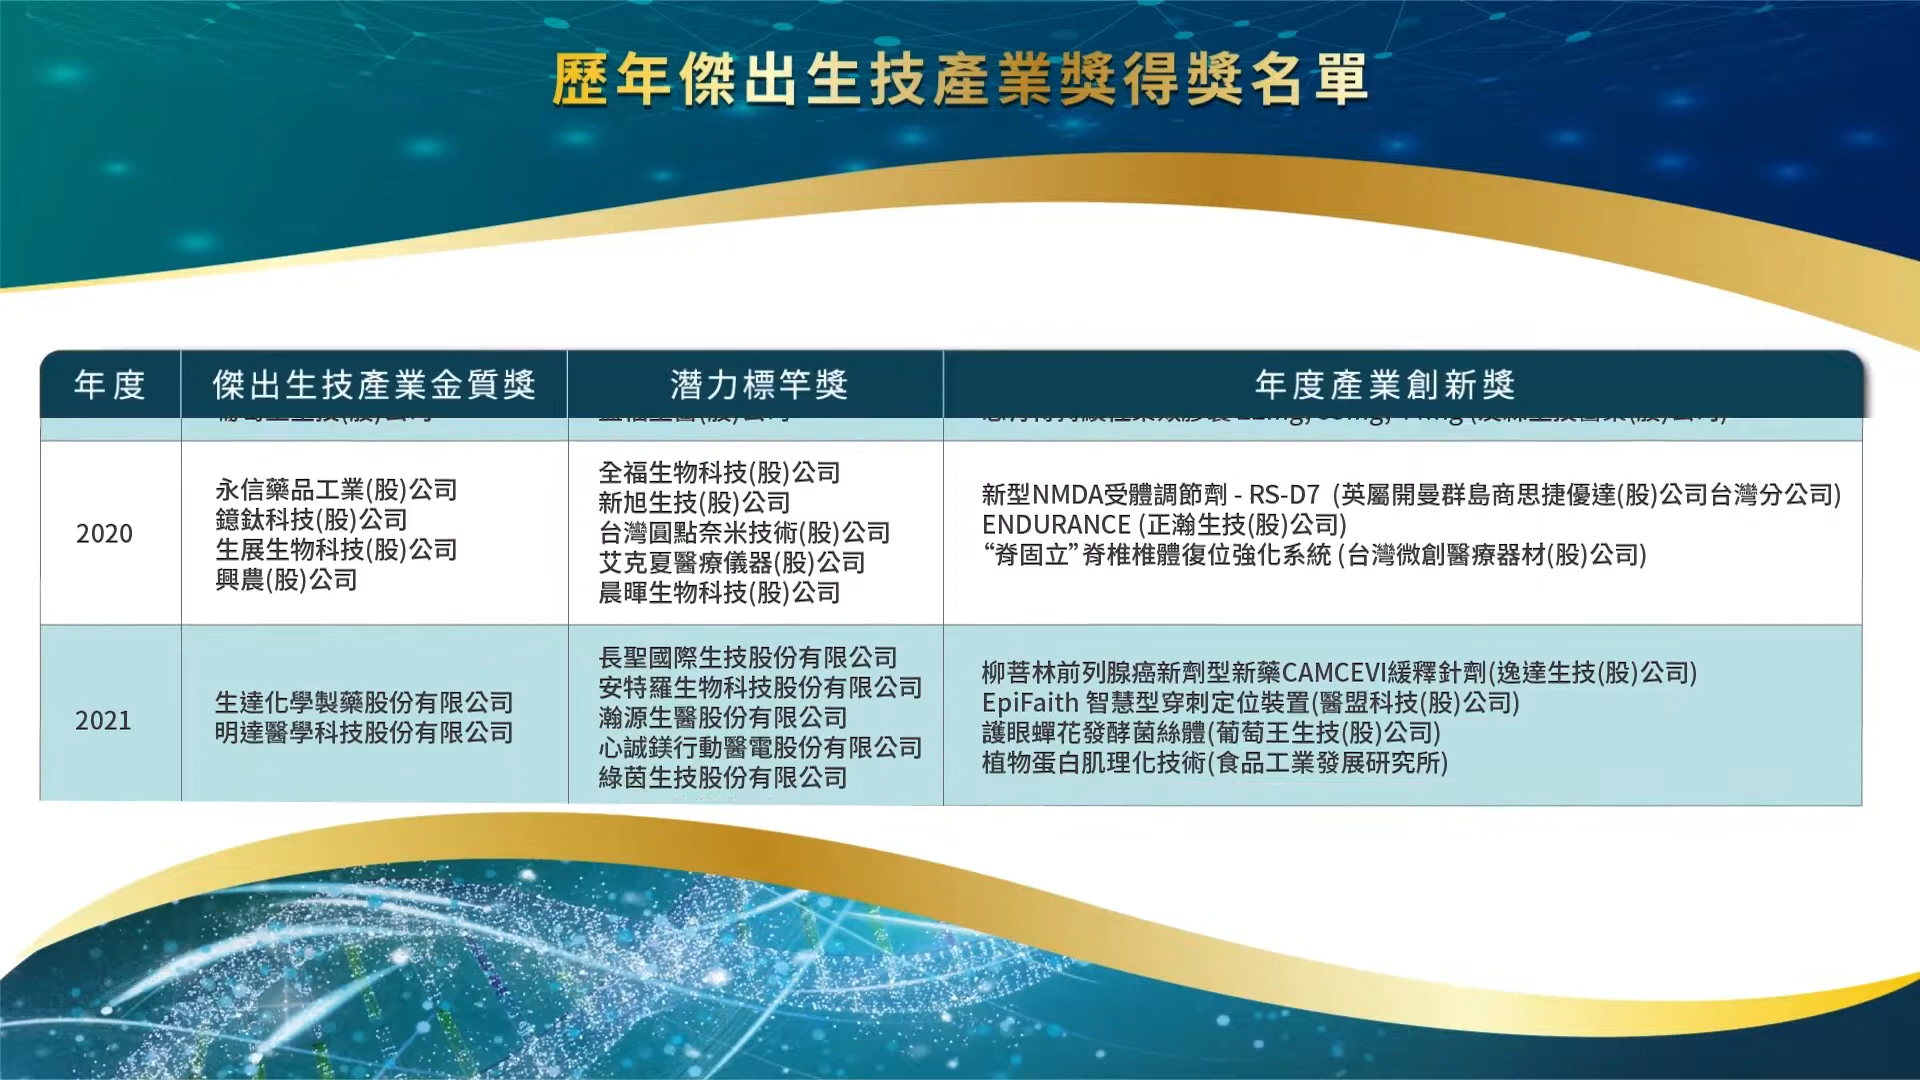 歷年傑出生技產業獎得獎名單
年度
傑出生技產業金質獎
潛力標竿獎
年度產業創新獎
2020
永信藥品工業(股)公司
鐿鈦科技(股)公司
生展生物科技(股)公司
興農(股)公司
全福生物科技(股)公司
新旭生技(股)公司
台灣圓點奈米技術(股)公司
艾克夏醫療儀器(股)公司
晨暉生物科技(股)公司
新型NMDA受體調節劑 - RS-D7 (英屬開曼群島商思捷優達(股)公司台灣分公司)
ENDURANCE (正瀚生技(股)公司)
“脊固立”脊椎椎體復位強化系統 (台灣微創醫療器材(股)公司)
2021
生達化學製藥股份有限公司
明達醫學科技股份有限公司
長聖國際生技股份有限公司
安特羅生物科技股份有限公司
瀚源生醫股份有限公司
心誠鎂行動醫電股份有限公司
綠茵生技股份有限公司
柳菩林前列腺癌新劑型新藥CAMCEVI緩釋針劑(逸達生技(股)公司)
EpiFaith 智慧型穿刺定位裝置(醫盟科技(股)公司)
護眼蟬花發酵菌絲體(葡萄王生技(股)公司)
植物蛋白肌理化技術(食品工業發展研究所)